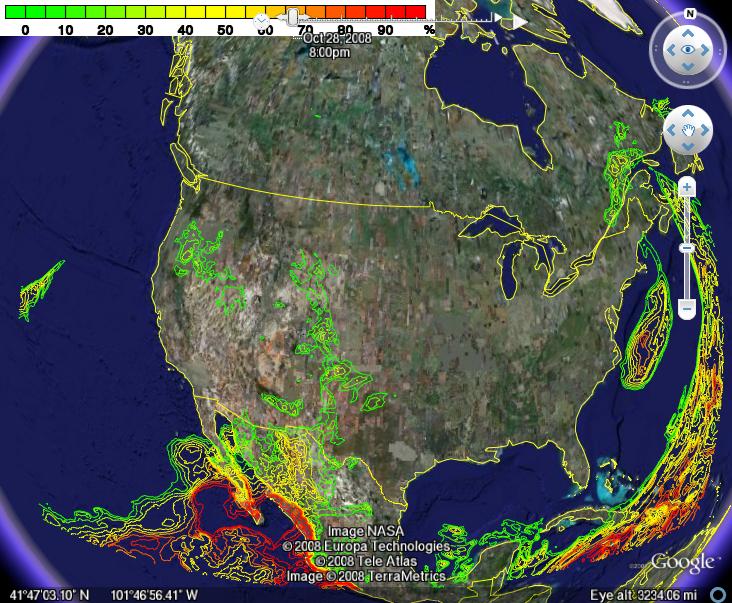 0 10 20 30 40 50 60 70 80 90 %
N
Oct 28, 2008
8:00pm
Image NASA
© 2008 Europa Technologies
© 2008 Tele Atlas
Image © 2008 TerraMetrics
©2008 Google
41°47'03.10" N 101°46'56.41" W Eye alt 3234.06 mi